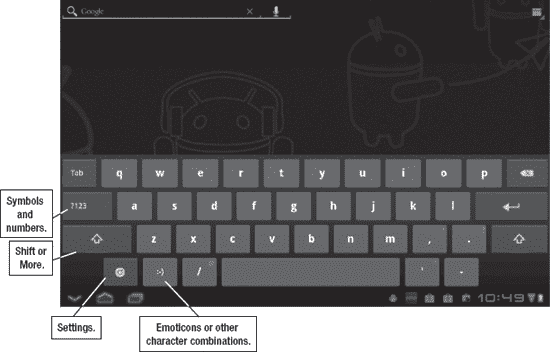 Google
Tab q w e r t y u i o p
?123 a s d f g h j k l
z x c v b n m , .
:-) / ' -
10:49
Symbols
and
numbers.
Shift or
More.
Settings.
Emoticons or other
character combinations.